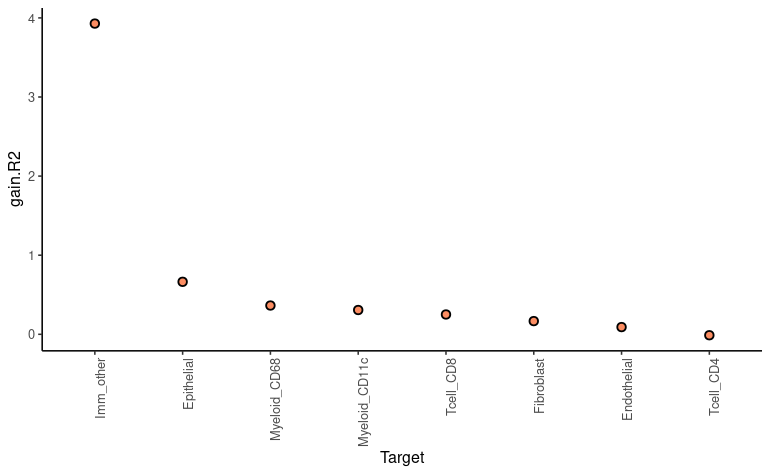 gain.R2
4
3
2
1
0
Imm_other
Epithelial
Myeloid_CD68
Myeloid_CD11c
Tcell_CD8
Fibroblast
Endothelial
Tcell_CD4
Target